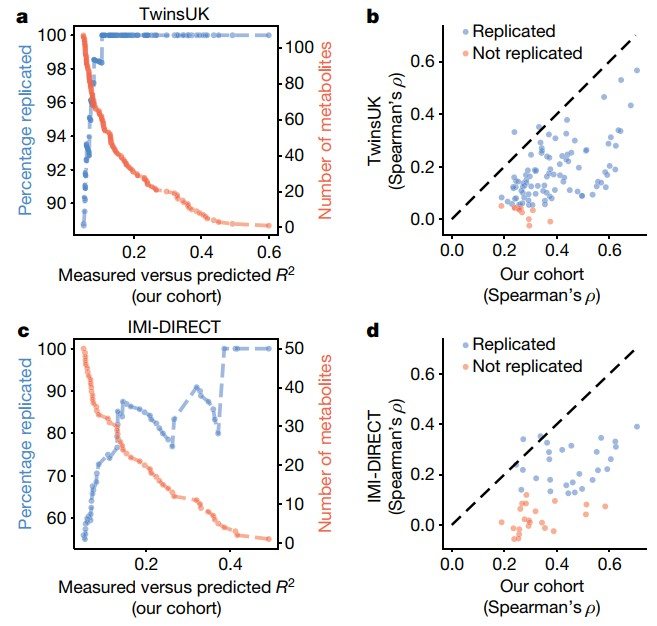 a
TwinsUK
100
98
96
94
92
90
Percentage replicated
100
80
60
40
20
0
Number of metabolites
0.2
0.4
0.6
Measured versus predicted R²
(our cohort)
b
Replicated
Not replicated
0.6
0.4
0.2
0.0
TwinsUK
(Spearman's ρ)
0.0
0.2
0.4
0.6
Our cohort
(Spearman's ρ)
c
IMI-DIRECT
100
90
80
70
60
Percentage replicated
50
40
30
20
10
0
Number of metabolites
0.2
0.4
Measured versus predicted R²
(our cohort)
d
Replicated
Not replicated
0.6
0.4
0.2
0.0
IMI-DIRECT
(Spearman's ρ)
0.0
0.2
0.4
0.6
Our cohort
(Spearman's ρ)